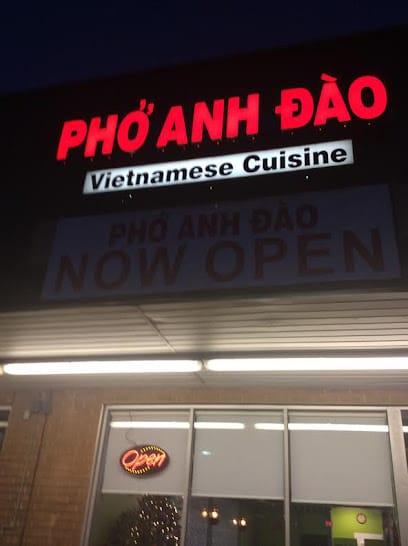 PHỞ ANH ĐÀO
Vietnamese Cuisine
PHỞ ANH ĐÀO
NOW OPEN
Open